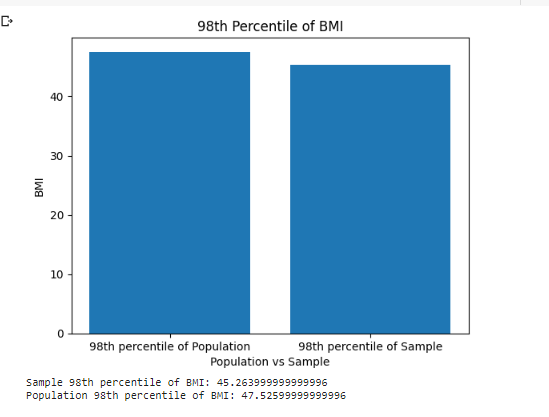 98th Percentile of BMI
40
30
20
10
0
BMI
98th percentile of Population 98th percentile of Sample
Population vs Sample
Sample 98th percentile of BMI: 45.263999999999996
Population 98th percentile of BMI: 47.52599999999996